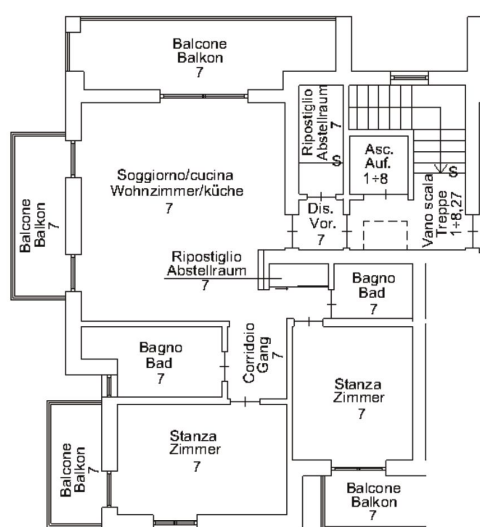 Balcone
Balkon
7
Ripostiglio
Abstellraum
7
S
Asc.
Auf.
1÷8
Vano scala
Treppe
1÷8,27
S
Soggiorno/cucina
Wohnzimmer/küche
7
Balcone
Balkon
7
Dis.
Vor.
7
Ripostiglio
Abstellraum
7
Bagno
Bad
7
Bagno
Bad
7
Corridoio
Gang
7
Stanza
Zimmer
7
Stanza
Zimmer
7
Balcone
Balkon
7
Balcone
Balkon
7